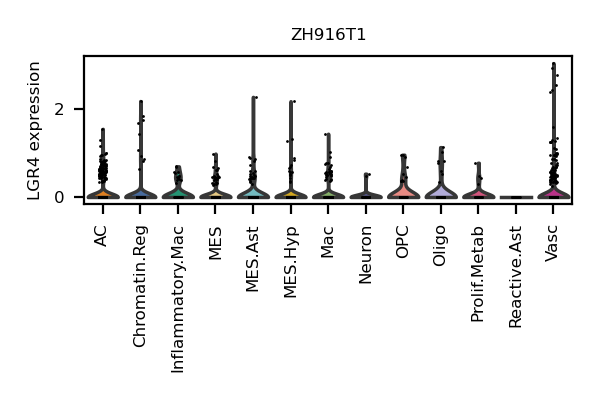 ZH916T1
LGR4 expression
2
0
AC
Chromatin.Reg
Inflammatory.Mac
MES
MES.Ast
MES.Hyp
Mac
Neuron
OPC
Oligo
Prolif.Metab
Reactive.Ast
Vasc